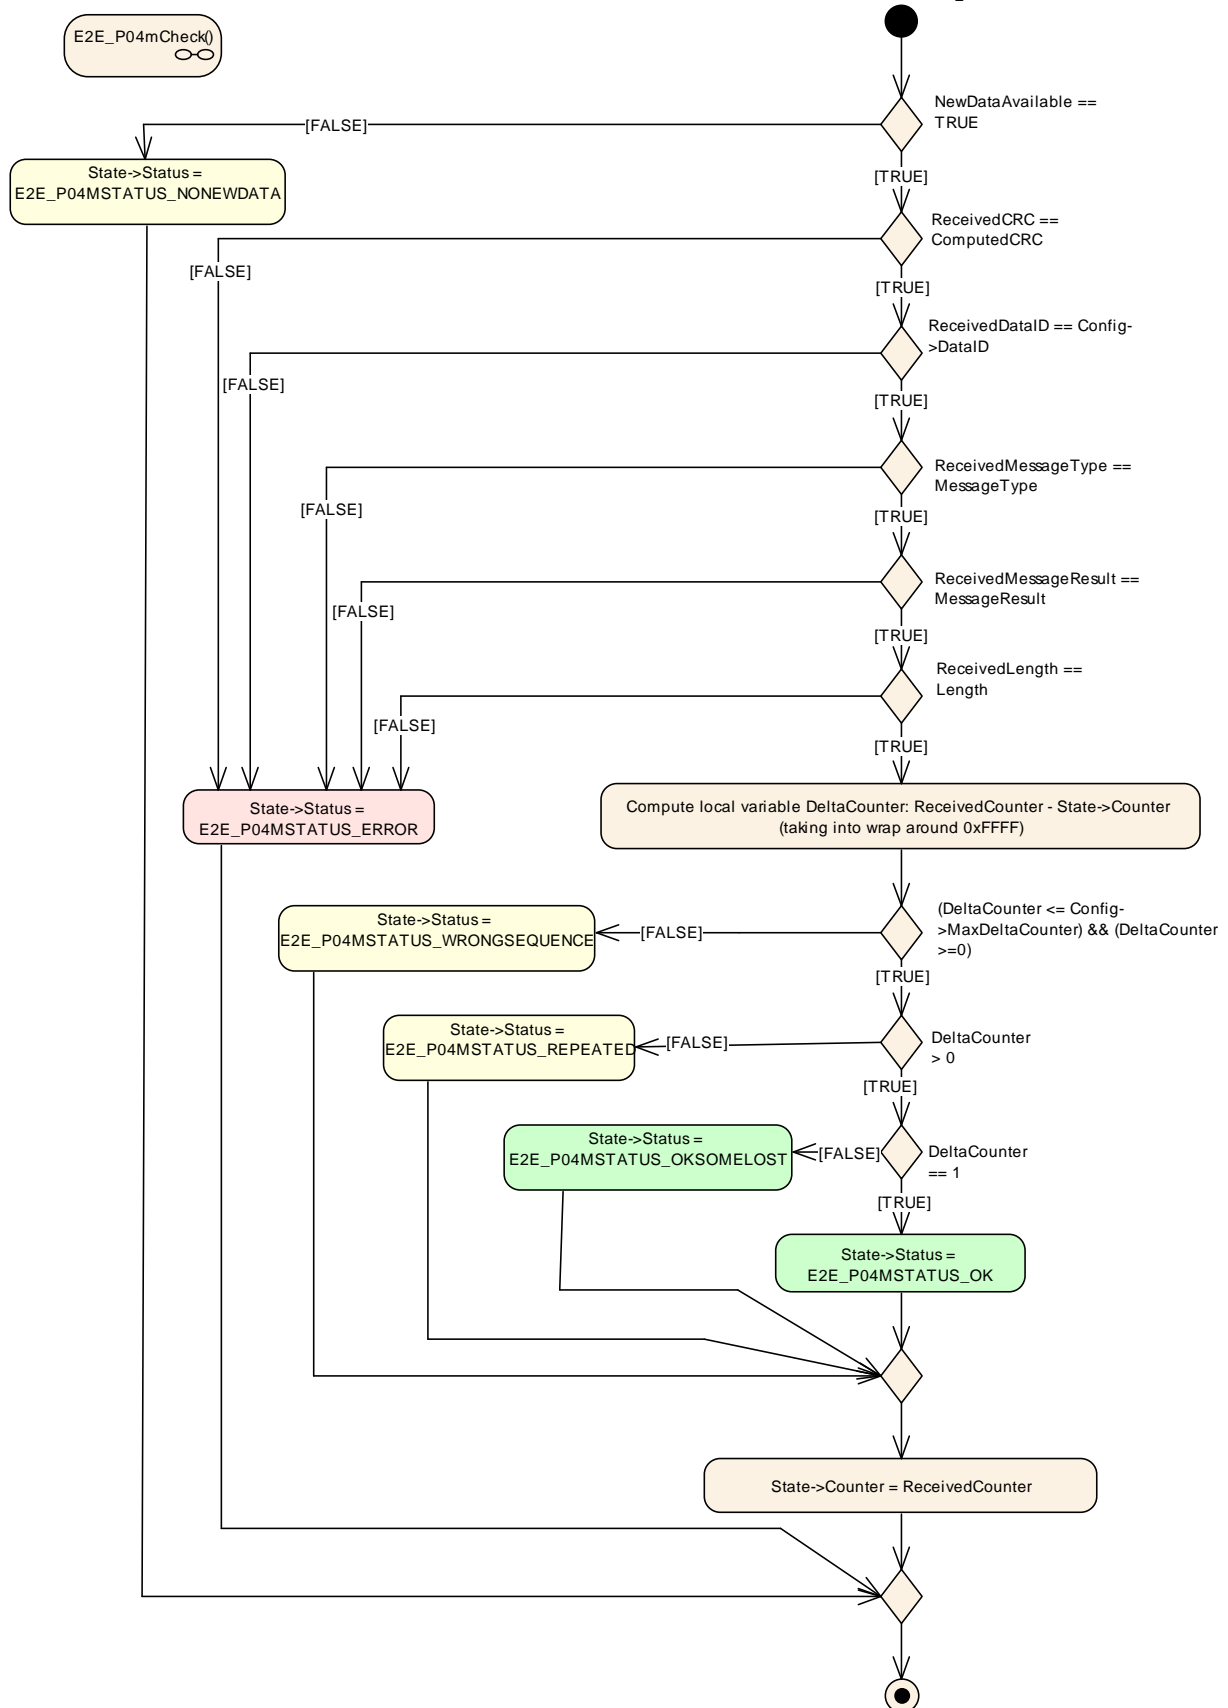 E2E_P04mCheck()
NewDataAvailable ==
TRUE
[FALSE]
State->Status =
E2E_P04MSTATUS_NONEWDATA
[TRUE]
ReceivedCRC ==
ComputedCRC
[FALSE]
[TRUE]
ReceivedDataID == Config-
>DataID
[FALSE]
[TRUE]
ReceivedMessageType ==
MessageType
[FALSE]
[TRUE]
ReceivedMessageResult ==
MessageResult
[FALSE]
[TRUE]
ReceivedLength ==
Length
[FALSE]
[TRUE]
State->Status =
E2E_P04MSTATUS_ERROR
Compute local variable DeltaCounter: ReceivedCounter - State->Counter
(taking into wrap around 0xFFFF)
(DeltaCounter <= Config-
>MaxDeltaCounter) && (DeltaCounter
>=0)
[FALSE]
State->Status =
E2E_P04MSTATUS_WRONGSEQUENCE
[TRUE]
DeltaCounter
> 0
[FALSE]
State->Status =
E2E_P04MSTATUS_REPEATED
[TRUE]
DeltaCounter
== 1
[FALSE]
State->Status =
E2E_P04MSTATUS_OKSOMELOST
[TRUE]
State->Status =
E2E_P04MSTATUS_OK
State->Counter = ReceivedCounter